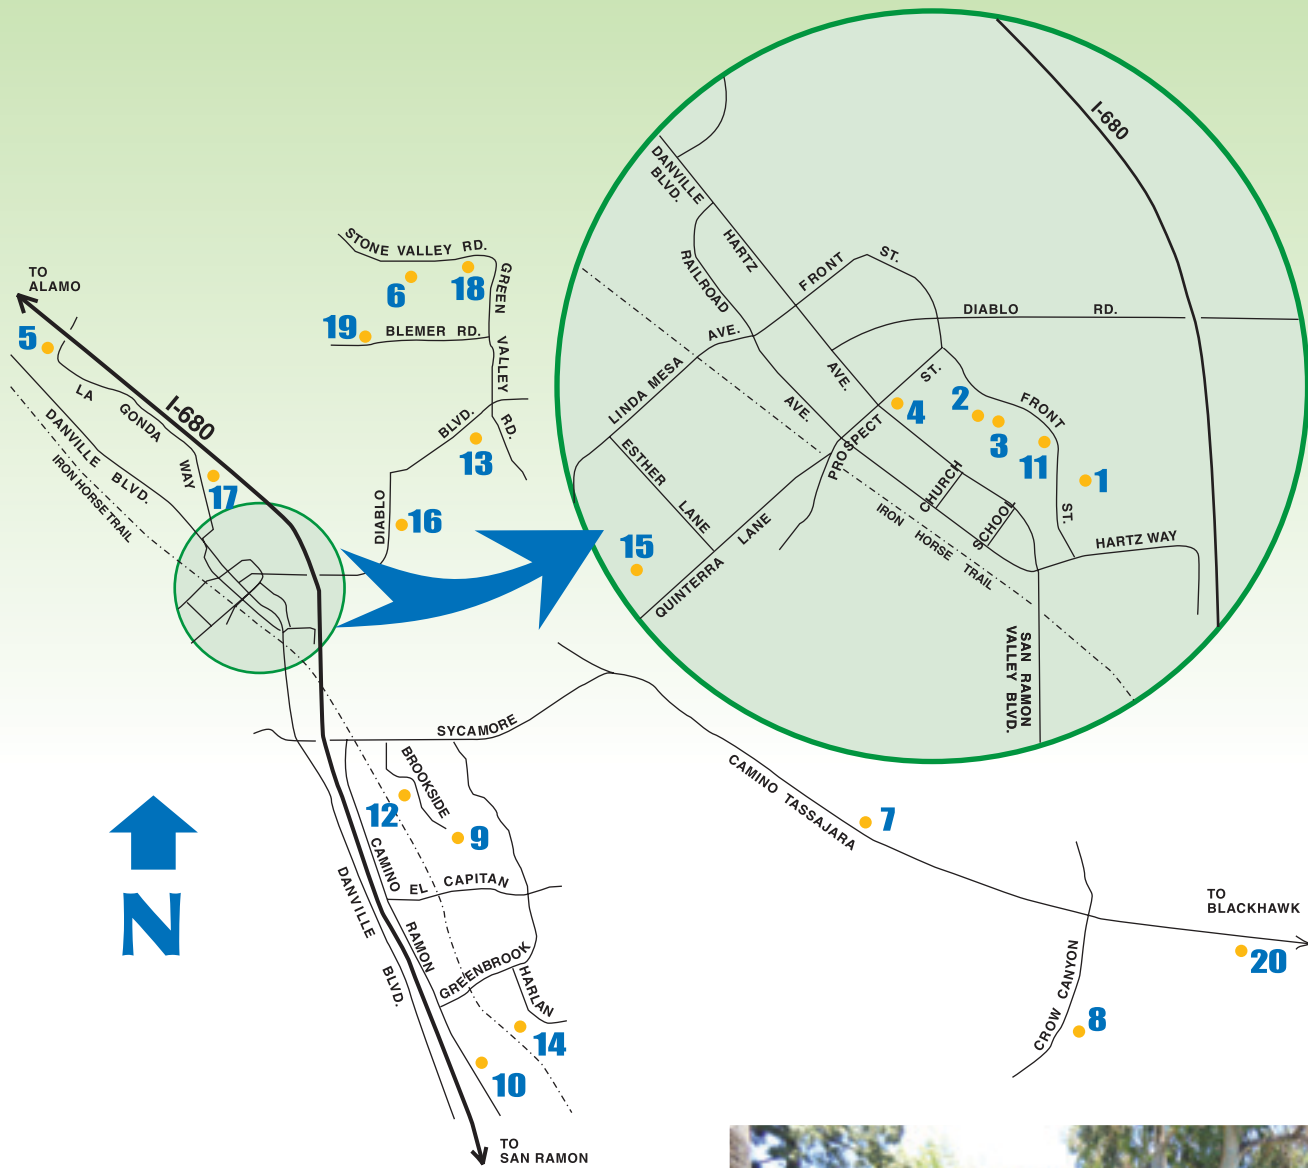 I-680
DANVILLE
BLVD.
HARTZ
AVE.
RAILROAD
AVE.
FRONT
ST.
DIABLO
RD.
LINDA MESA
AVE.
PROSPECT
ST.
FRONT
ST.
4
2
3
11
1
ESTHER
LANE
QUINTERRA
LANE
15
CHURCH
SCHOOL
IRON
HORSE
TRAIL
HARTZ WAY
SAN RAMON
VALLEY BLVD.
STONE VALLEY RD.
GREEN
VALLEY
RD.
6
18
19
BLEMER RD.
TO
ALAMO
5
LA
GONDA
WAY
I-680
DANVILLE BLVD.
IRON HORSE TRAIL
17
DIABLO
BLVD.
13
16
SYCAMORE
BROOKSIDE
12
9
CAMINO
RAMON
EL CAPITAN
DANVILLE
BLVD.
GREENBROOK
HARLAN
14
10
TO
SAN RAMON
N
CAMINO TASSAJARA
7
TO
BLACKHAWK
20
CROW CANYON
8